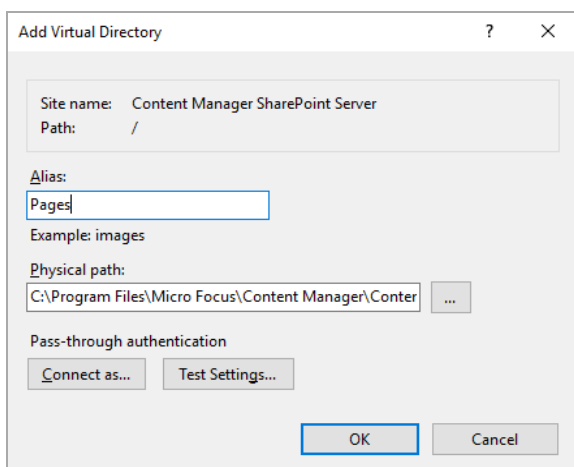 Add Virtual Directory ?
Site name: Content Manager SharePoint Server
Path: /
Alias:
Pages
Example: images
Physical path:
C:\Program Files\Micro Focus\Content Manager\Conter
...
Pass-through authentication
Connect as... Test Settings...
OK Cancel